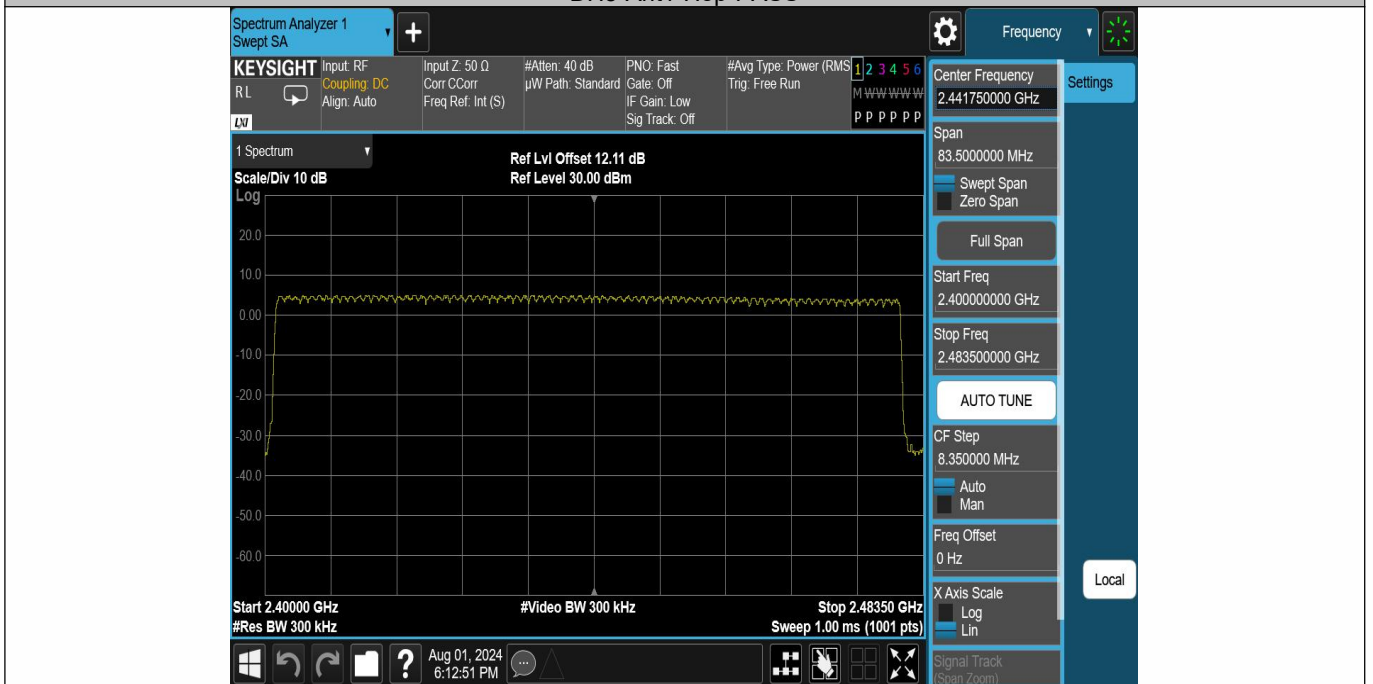 Spectrum Analyzer 1
Swept SA
+
Frequency
KEYSIGHT
RL
LXI
Input: RF
Coupling: DC
Align: Auto
Input Z: 50 Ω
Corr CCorr
Freq Ref: Int (S)
#Atten: 40 dB
µW Path: Standard
PNO: Fast
Gate: Off
IF Gain: Low
Sig Track: Off
#Avg Type: Power (RMS
Trig: Free Run
1 2 3 4 5 6
M W W W W W
P P P P P P
Center Frequency
2.441750000 GHz
Settings
Span
83.5000000 MHz
Swept Span
Zero Span
Full Span
Start Freq
2.400000000 GHz
Stop Freq
2.483500000 GHz
AUTO TUNE
CF Step
8.350000 MHz
Auto
Man
Freq Offset
0 Hz
X Axis Scale
Log
Lin
Signal Track
(Span Zoom)
Local
1 Spectrum
Scale/Div 10 dB
Ref Lvl Offset 12.11 dB
Ref Level 30.00 dBm
Log
20.0
10.0
0.00
-10.0
-20.0
-30.0
-40.0
-50.0
-60.0
Start 2.40000 GHz
#Video BW 300 kHz
Stop 2.48350 GHz
#Res BW 300 kHz
Sweep 1.00 ms (1001 pts)
?
Aug 01, 2024
6:12:51 PM